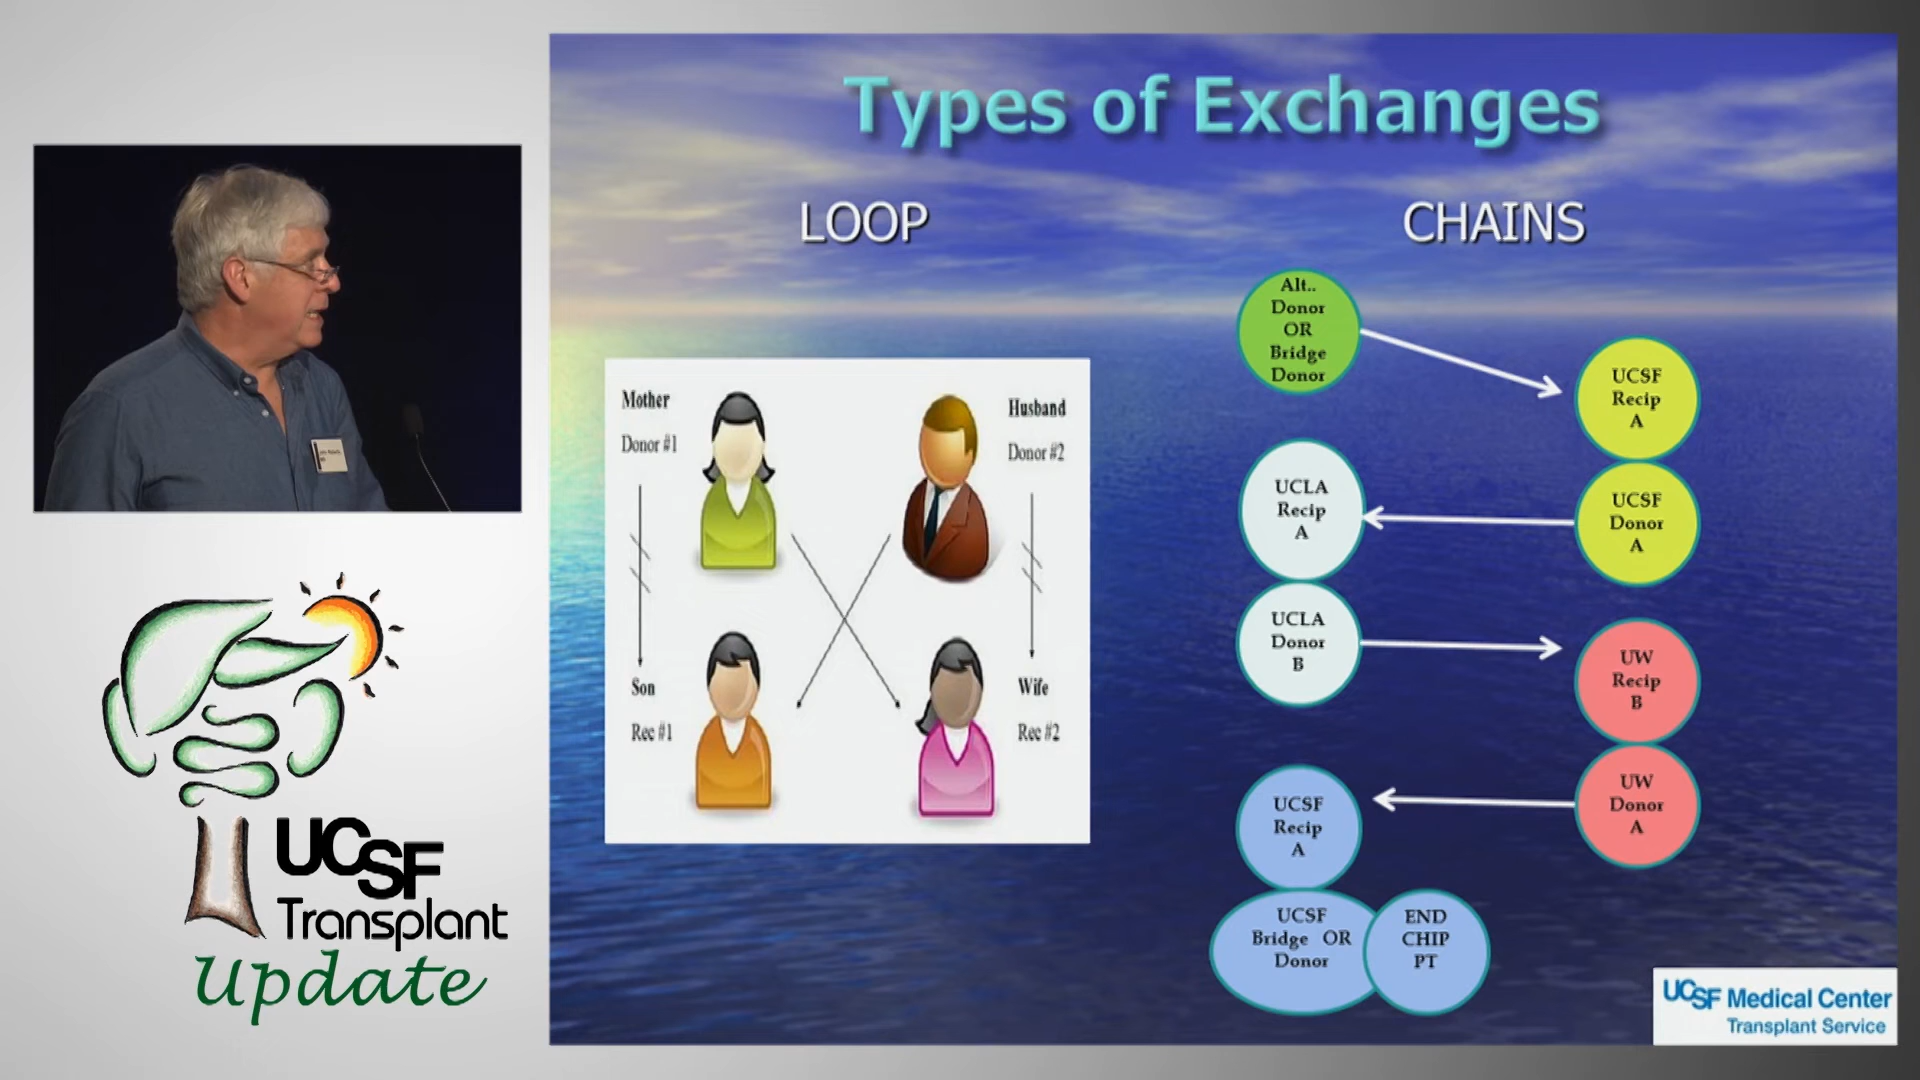 Types of Exchanges
LOOP
CHAINS
Mother
Donor #1
Husband
Donor #2
Son
Rec #1
Wife
Rec #2
Alt..
Donor
OR
Bridge
Donor
UCSF
Recip
A
UCSF
Donor
A
UCLA
Recip
A
UCLA
Donor
B
UW
Recip
B
UW
Donor
A
UCSF
Recip
A
UCSF
Bridge OR
Donor
END
CHIP
PT
UCSF
Transplant
Update
UCSF Medical Center
Transplant Service